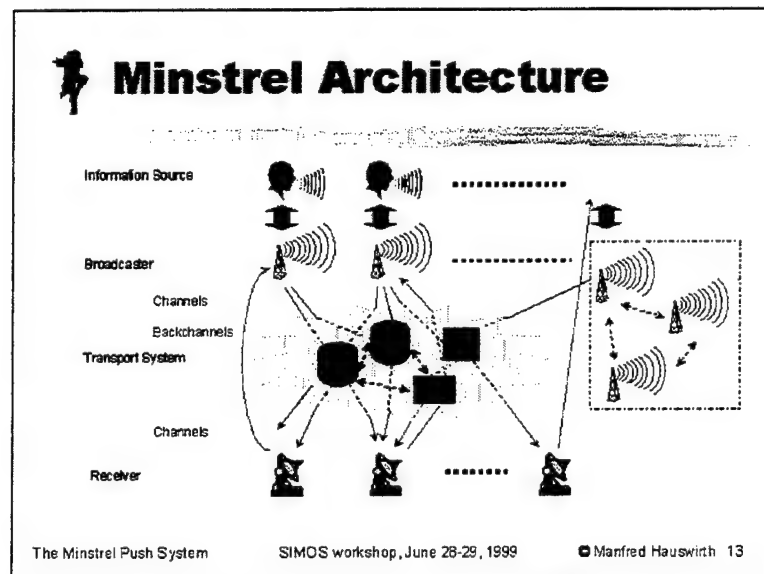 Minstrel Architecture
Information Source
Broadcaster
Channels
Backchannels
Transport System
Channels
Receiver
The Minstrel Push System SIMOS workshop, June 28-29, 1999 © Manfred Hauswirth 13